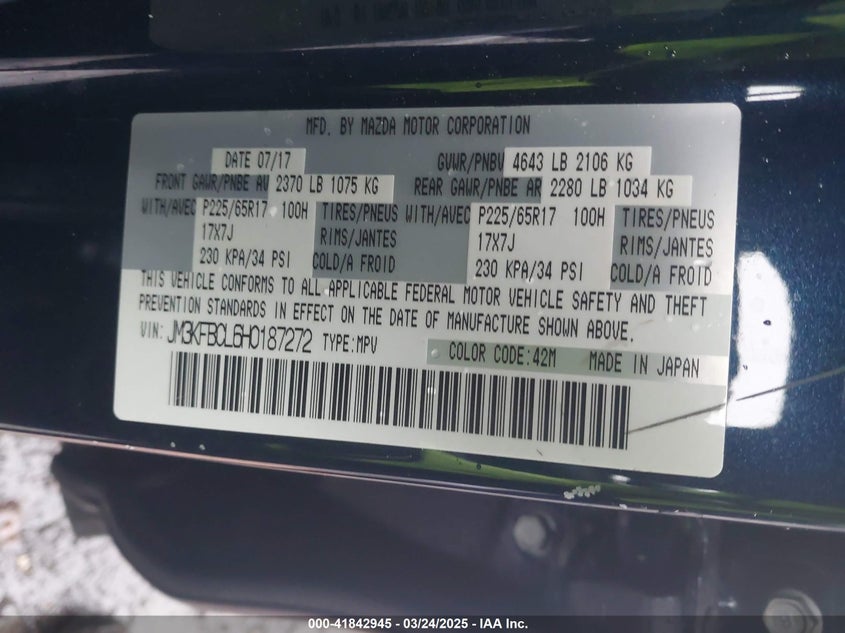 MFD. BY MAZDA MOTOR CORPORATION
DATE 07/17 GVWR/PNBV 4643 LB 2106 KG
FRONT GAWR/PNBE AV 2370 LB 1075 KG REAR GAWR/PNBE AR 2280 LB 1034 KG
WITH/AVEC P225/65R17 100H TIRES/PNEUS WITH/AVEC P225/65R17 100H TIRES/PNEUS
17X7J RIMS/JANTES 17X7J RIMS/JANTES
230 KPA/34 PSI COLD/A FROID 230 KPA/34 PSI COLD/A FROID
THIS VEHICLE CONFORMS TO ALL APPLICABLE FEDERAL MOTOR VEHICLE SAFETY AND THEFT
PREVENTION STANDARDS IN EFFECT ON THE DATE OF MANUFACTURE SHOWN ABOVE.
VIN: JM3KFBCL6H0187272 TYPE:MPV
COLOR CODE:42M MADE IN JAPAN
000-41842945 - 03/24/2025 - IAA Inc.